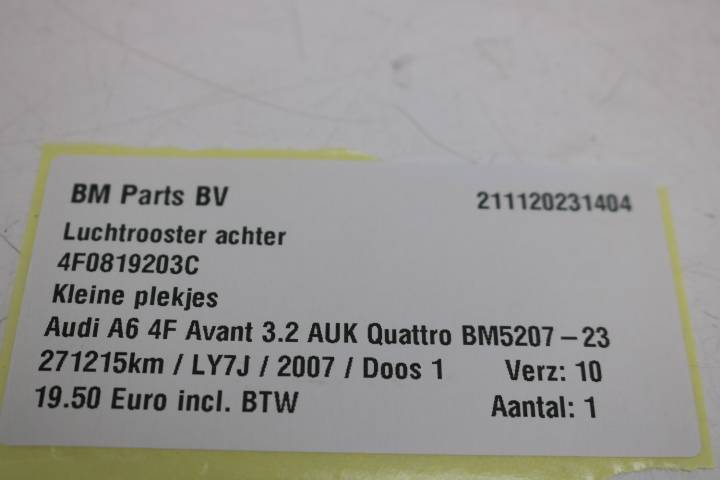 BM Parts BV 211120231404
Luchtrooster achter
4F0819203C
Kleine plekjes
Audi A6 4F Avant 3.2 AUK Quattro BM5207-23
271215km / LY7J / 2007 / Doos 1 Verz: 10
19.50 Euro incl. BTW Aantal: 1